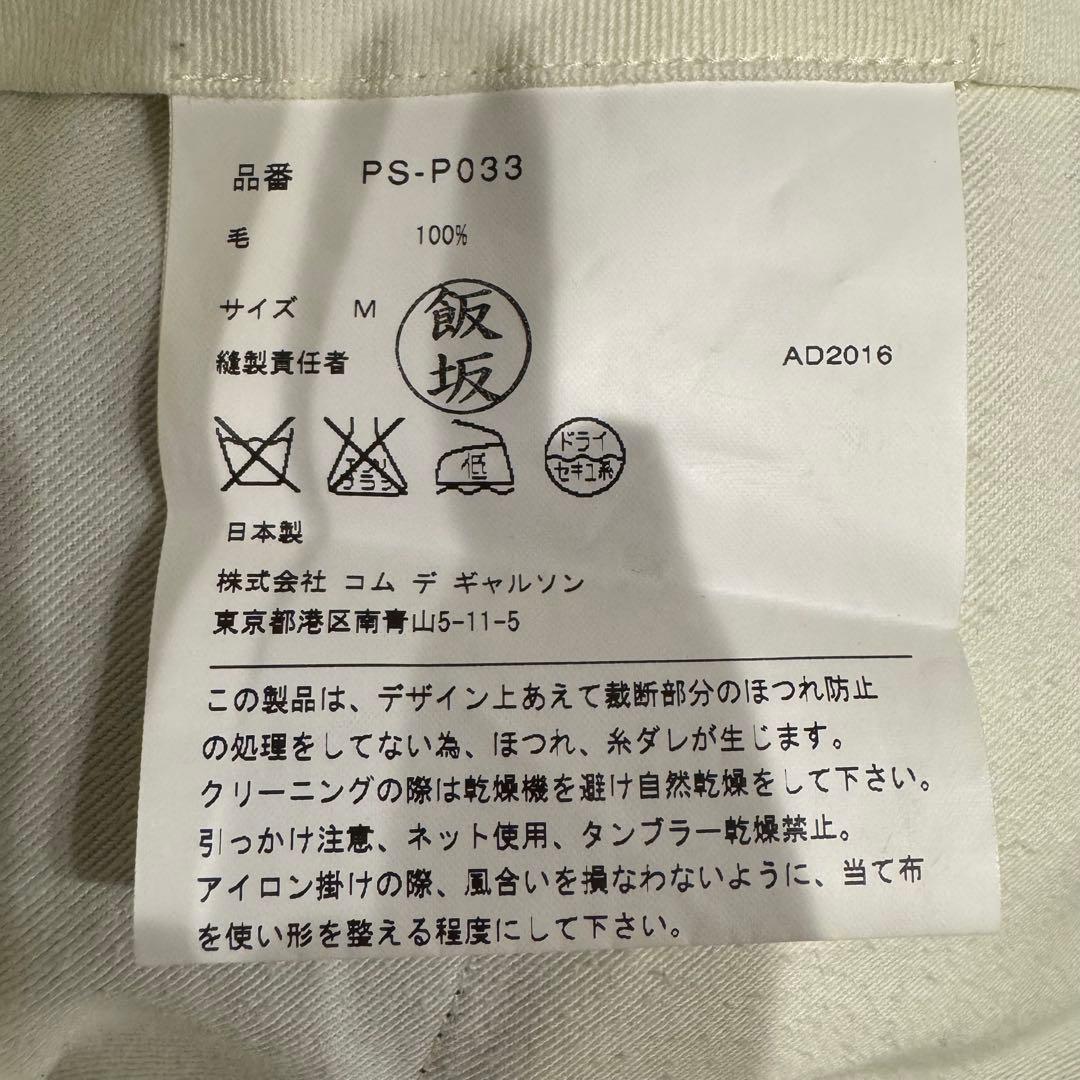 品番 PS-P033
毛 100%
サイズ M
飯坂
縫製責任者
AD2016
エンソ
サラシ
低
ドライ
セキユ系
日本製
株式会社 コム デ ギャルソン
東京都港区南青山5-11-5
この製品は、デザイン上あえて裁断部分のほつれ防止
の処理をしてない為、ほつれ、糸ダレが生じます。
クリーニングの際は乾燥機を避け自然乾燥をして下さい。
引っかけ注意、ネット使用、タンブラー乾燥禁止。
アイロン掛けの際、風合いを損なわないように、当て布
を使い形を整える程度にして下さい。